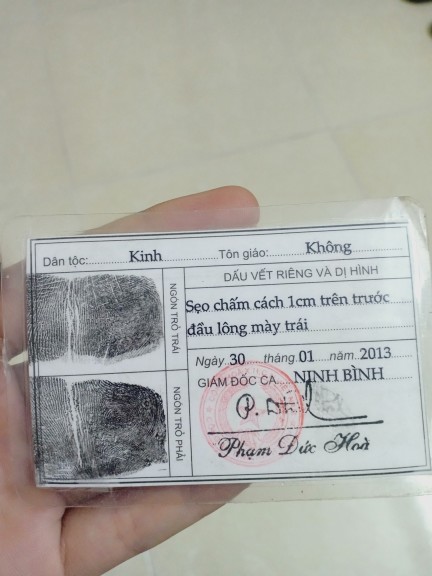 Dân tộc: Kinh Tôn giáo: Không
NGÓN TRỎ TRÁI
NGÓN TRỎ PHẢI
DẤU VẾT RIÊNG VÀ DỊ HÌNH
Sẹo chấm cách 1cm trên trước
đầu lông mày trái
Ngày 30 tháng 01 năm 2013
GIÁM ĐỐC CA NINH BÌNH
Phạm Đức Hoà